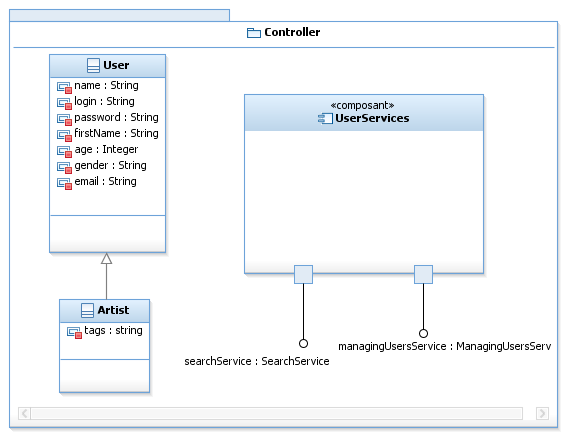 Controller
User
name : String
login : String
password : String
firstName : String
age : Integer
gender : String
email : String
«composant»
UserServices
Artist
tags : string
searchService : SearchService
managingUsersService : ManagingUsersServ